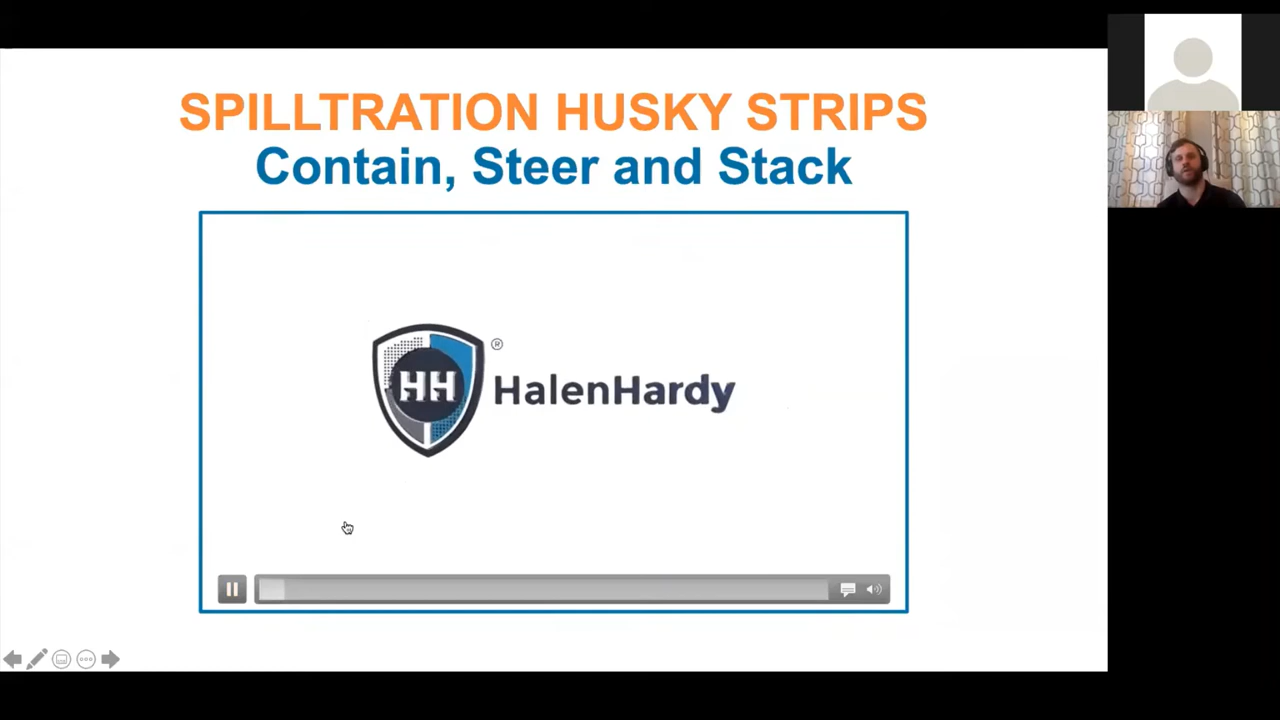 SPILLTRATION HUSKY STRIPS
Contain, Steer and Stack
HH
®
HalenHardy